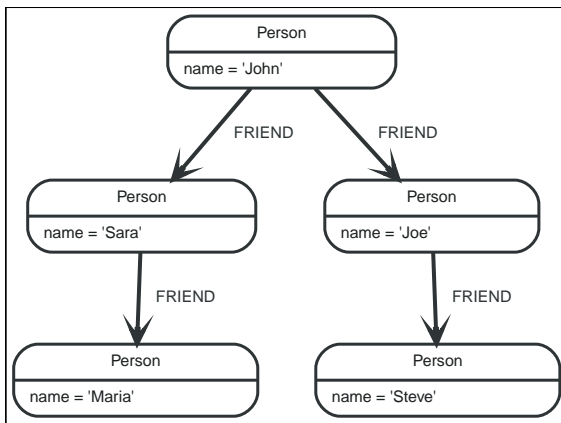 Person
name = 'John'
FRIEND
FRIEND
Person
name = 'Sara'
Person
name = 'Joe'
FRIEND
FRIEND
Person
name = 'Maria'
Person
name = 'Steve'